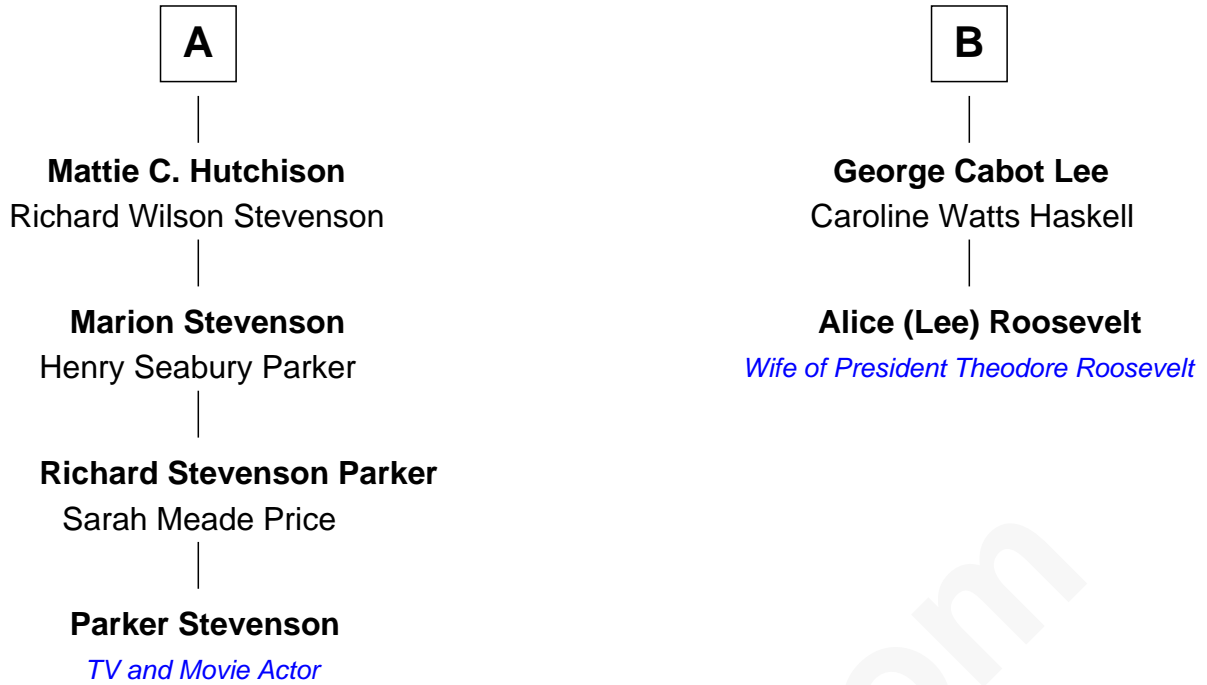 A
Mattie C. Hutchison
Richard Wilson Stevenson
Marion Stevenson
Henry Seabury Parker
Richard Stevenson Parker
Sarah Meade Price
Parker Stevenson
TV and Movie Actor
B
George Cabot Lee
Caroline Watts Haskell
Alice (Lee) Roosevelt
Wife of President Theodore Roosevelt
om